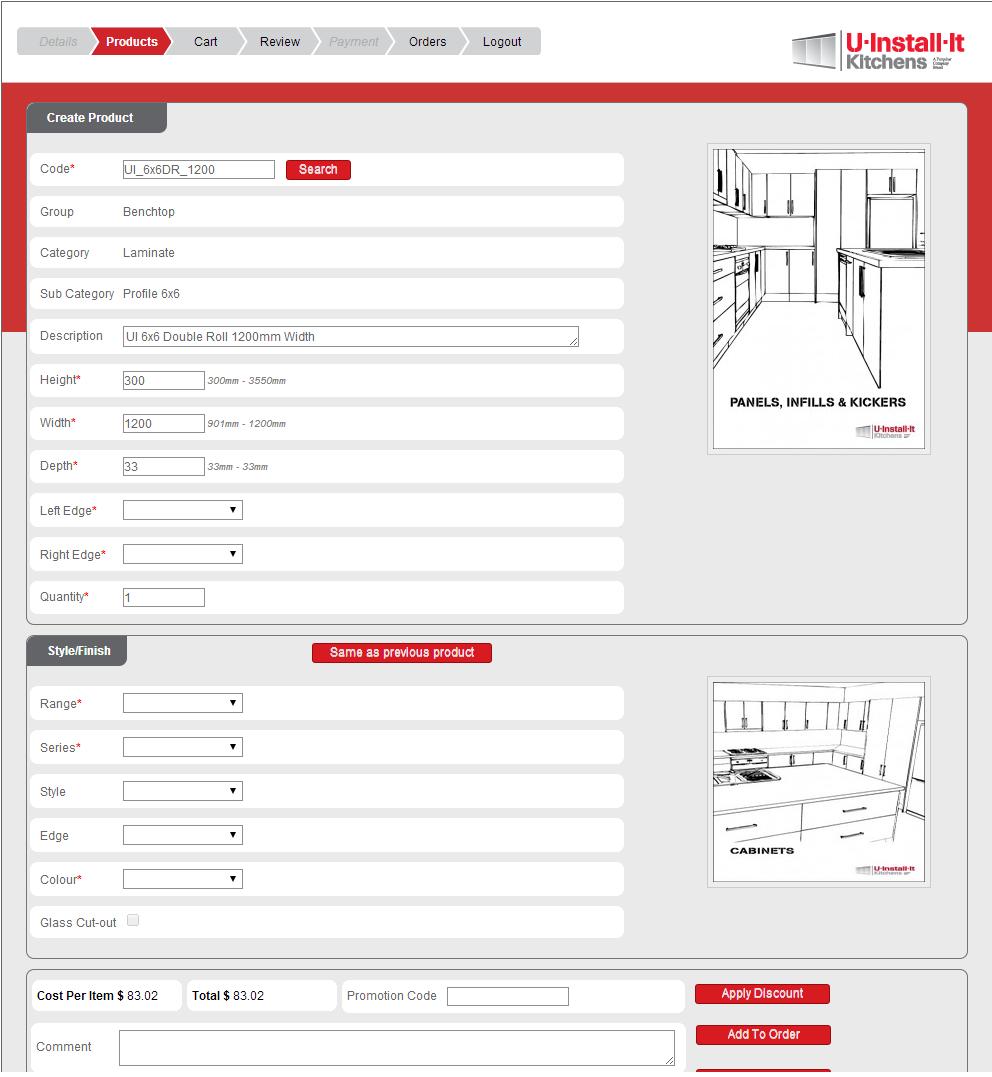 Details Products Cart Review Payment Orders Logout
U-Install-It
Kitchens
Create Product
Code* UI_6x6DR_1200 Search
Group Benchtop
Category Laminate
Sub Category Profile 6x6
Description UI 6x6 Double Roll 1200mm Width
Height* 300 300mm - 3550mm
Width* 1200 901mm - 1200mm
Depth* 33 33mm - 33mm
Left Edge*
Right Edge*
Quantity* 1
PANELS, INFILLS & KICKERS
U-Install-It
Kitchens
Style/Finish Same as previous product
Range*
Series*
Style
Edge
Colour*
Glass Cut-out
CABINETS
U-Install-It
Kitchens
Cost Per Item $ 83.02 Total $ 83.02 Promotion Code Apply Discount
Comment Add To Order